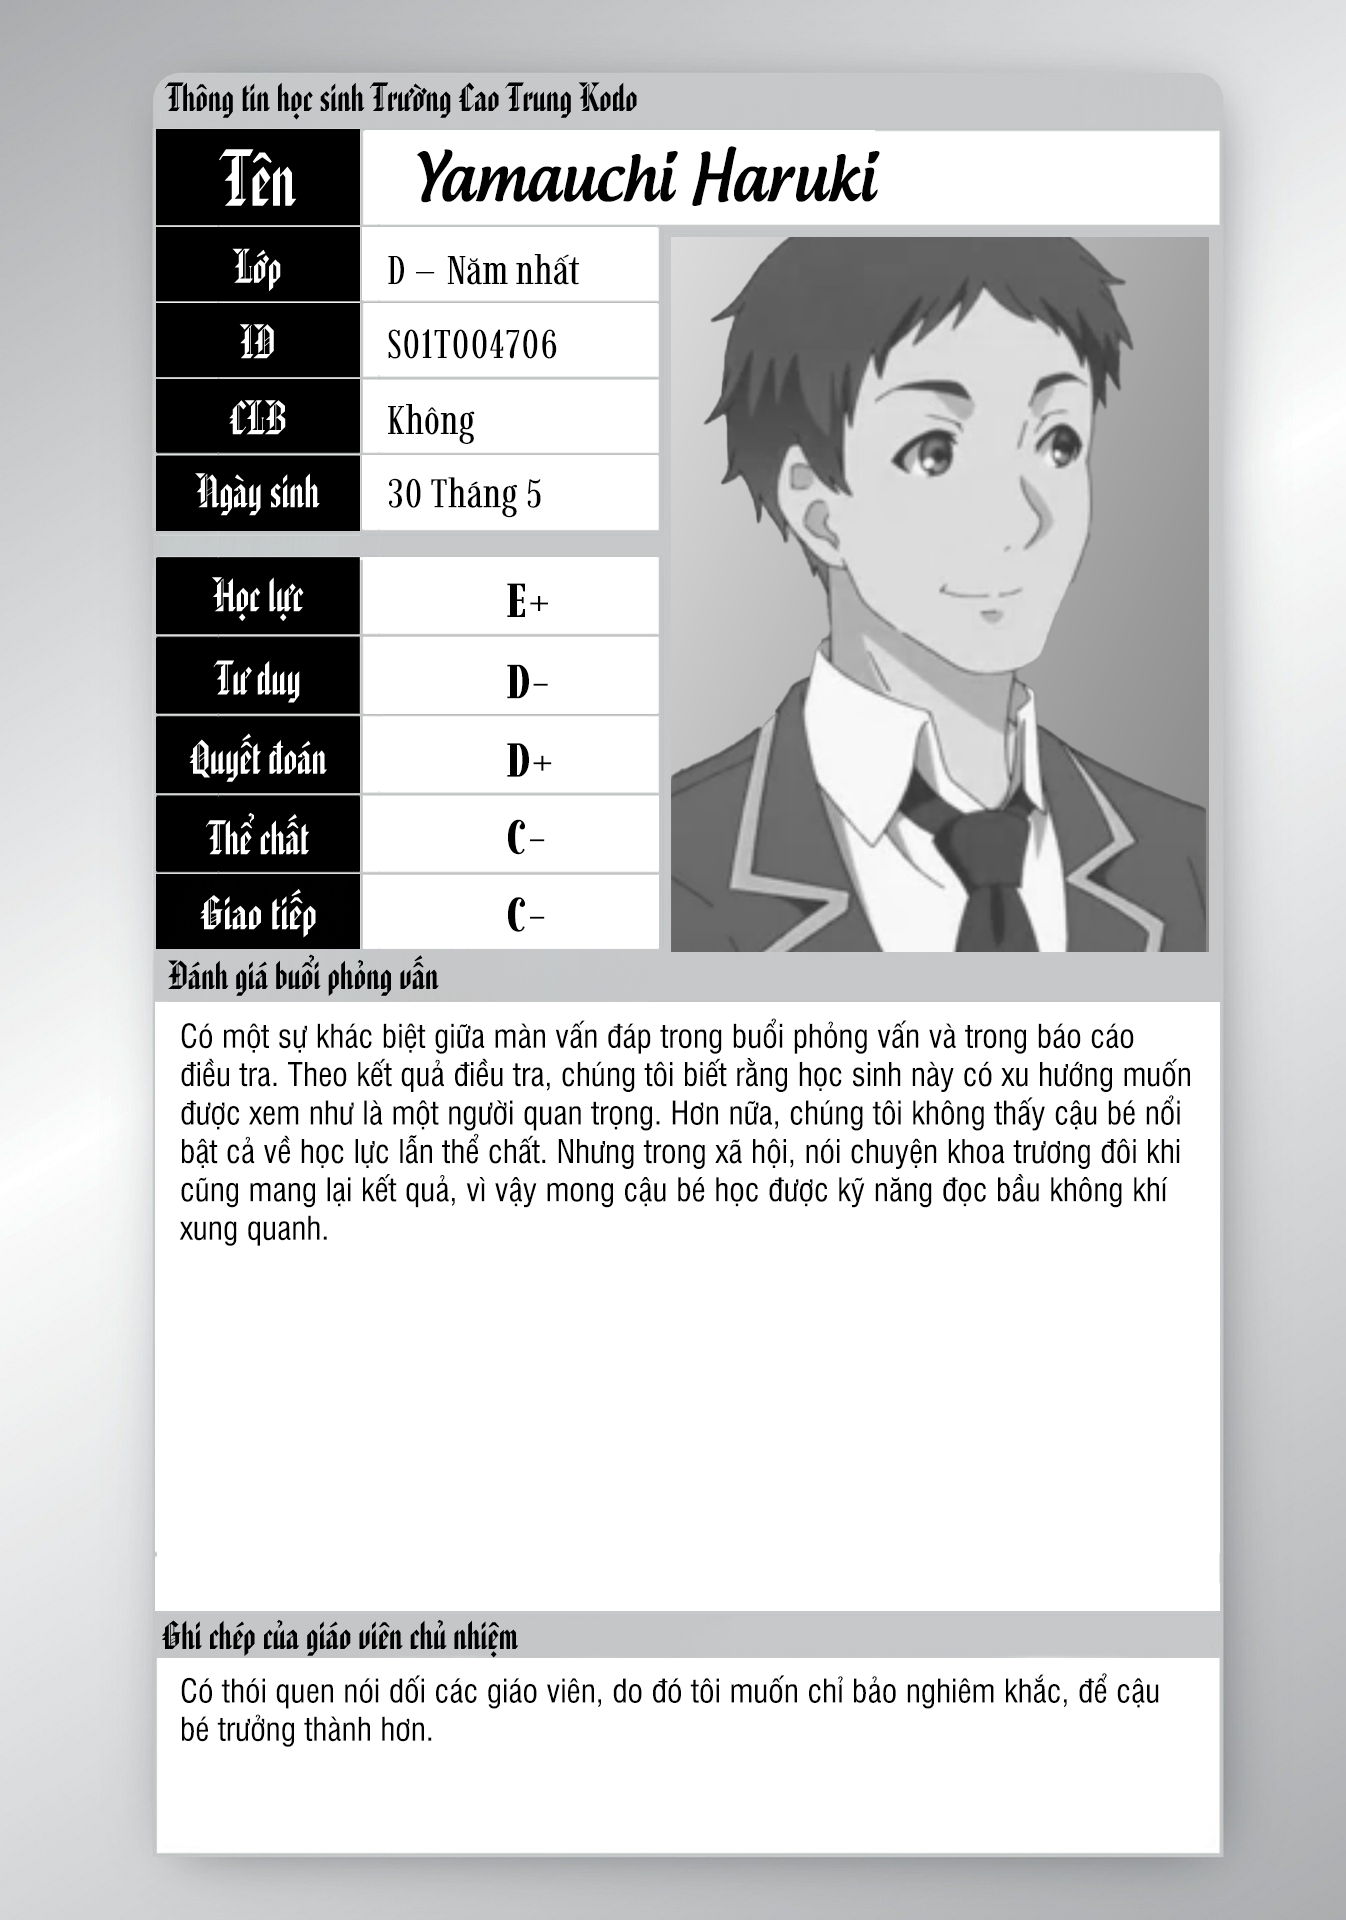 Thông tin học sinh Trường Cao Trung Kodo
Tên Yamauchi Haruki
Lớp D – Năm nhất
ID S01T004706
CLB Không
Ngày sinh 30 Tháng 5
Học lực E+
Tư duy D–
Quyết đoán D+
Thể chất C–
Giao tiếp C–
Đánh giá buổi phỏng vấn
Có một sự khác biệt giữa màn vấn đáp trong buổi phỏng vấn và trong báo cáo
điều tra. Theo kết quả điều tra, chúng tôi biết rằng học sinh này có xu hướng muốn
được xem như là một người quan trọng. Hơn nữa, chúng tôi không thấy cậu bé nổi
bật cả về học lực lẫn thể chất. Nhưng trong xã hội, nói chuyện khoa trương đôi khi
cũng mang lại kết quả, vì vậy mong cậu bé học được kỹ năng đọc bầu không khí
xung quanh.
Ghi chép của giáo viên chủ nhiệm
Có thói quen nói dối các giáo viên, do đó tôi muốn chỉ bảo nghiêm khắc, để cậu
bé trưởng thành hơn.